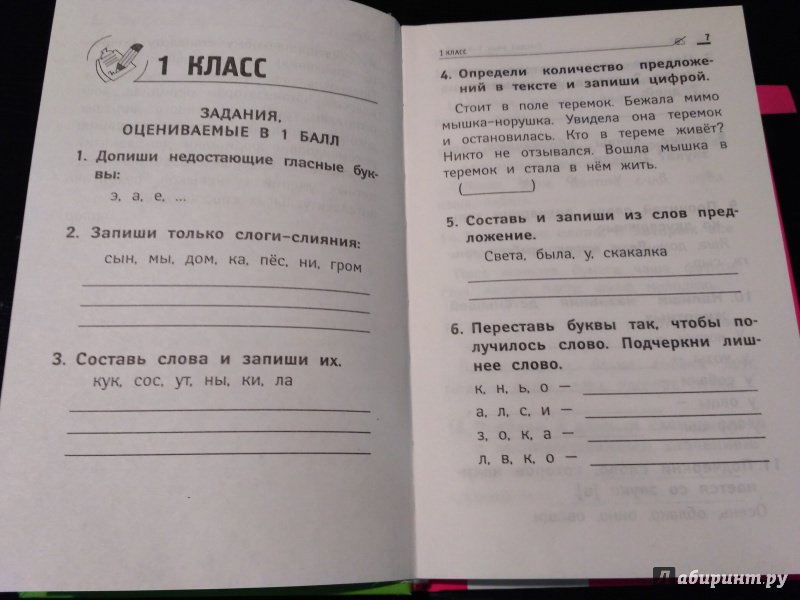 1 КЛАСС
ЗАДАНИЯ,
ОЦЕНИВАЕМЫЕ В 1 БАЛЛ
1. Допиши недостающие гласные бук-
вы:
э, а, е, ...
2. Запиши только слоги-слияния:
сын, мы, дом, ка, пёс, ни, гром
3. Составь слова и запиши их.
кук, сос, ут, ны, ки, ла
1 КЛАСС
7
4. Определи количество предложе-
ний в тексте и запиши цифрой.
Стоит в поле теремок. Бежала мимо
мышка-норушка. Увидела она теремок
и остановилась. Кто в тереме живёт?
Никто не отзывался. Вошла мышка в
теремок и стала в нём жить.
(          )
5. Составь и запиши из слов пред-
ложение.
Света, была, у, скакалка
6. Переставь буквы так, чтобы по-
лучилось слово. Подчеркни лиш-
нее слово.
к, н, ь, о —
а, л, с, и —
з, о, к, а —
л, в, к, о —
Лабиринт.ру